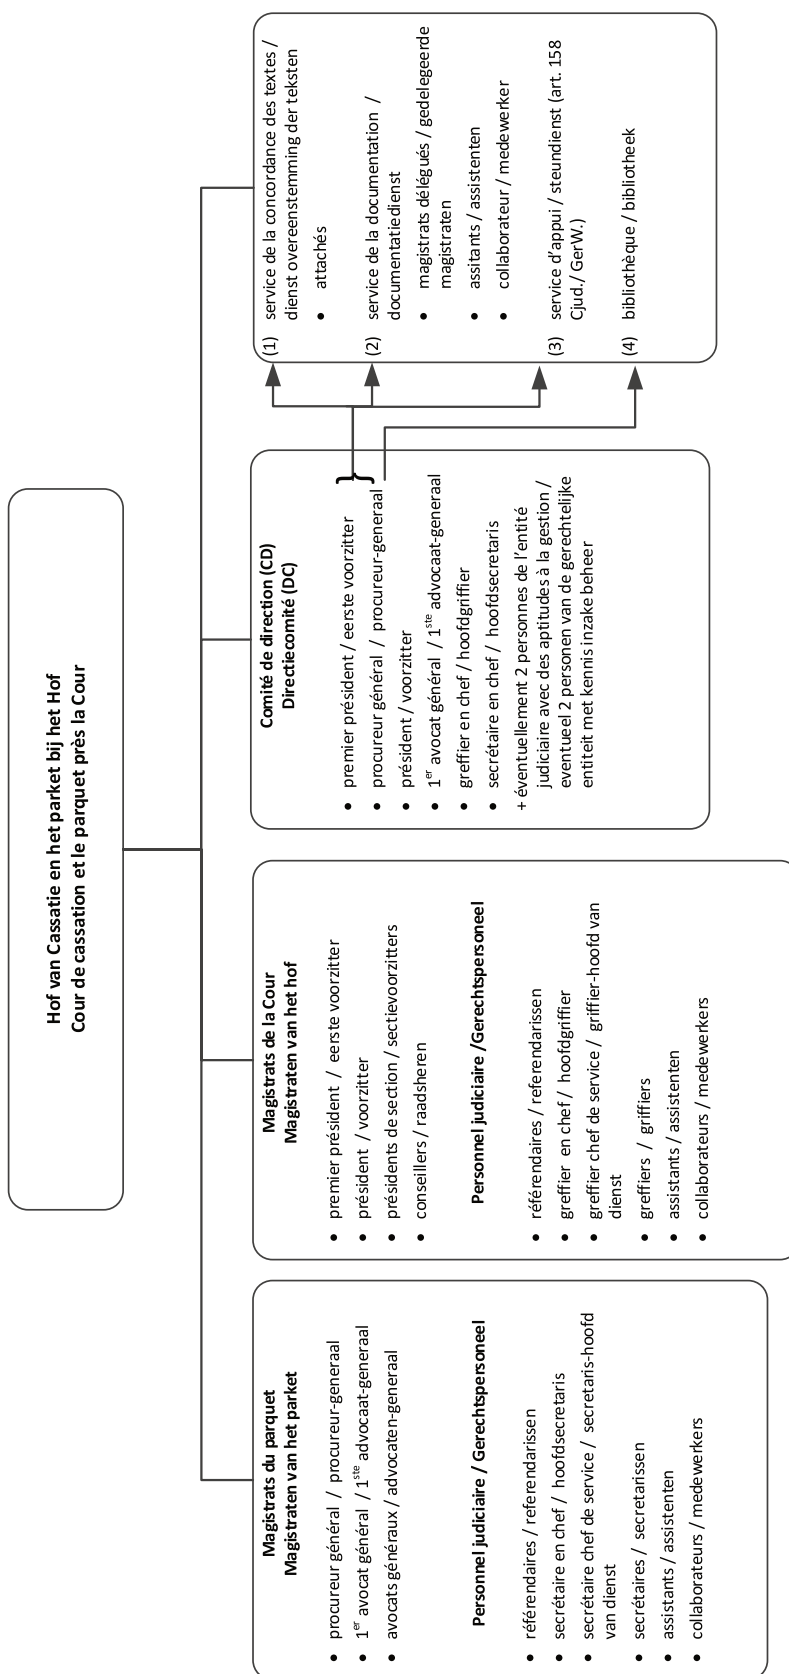 Hof van Cassatie en het parket bij het Hof
Cour de cassation et le parquet près la Cour
Magistrats du parquet
Magistraten van het parket
• procureur général / procureur-generaal
• 1er avocat général / 1ste advocaat-generaal
• avocats généraux / advocaten-generaal
Personnel judiciaire / Gerechtspersoneel
• référendaires / referendarissen
• secrétaire en chef / hoofdsecretaris
• secrétaire chef de service / secretaris-hoofd
van dienst
• secrétaires / secretarissen
• assistants / assistenten
• collaborateurs / medewerkers
Magistrats de la Cour
Magistraten van het hof
• premier président / eerste voorzitter
• président / voorzitter
• présidents de section / sectievoorzitters
• conseillers / raadsheren
Personnel judiciaire /Gerechtspersoneel
• référendaires / referendarissen
• greffier en chef / hoofdgriffier
• greffier chef de service / griffier-hoofd van
dienst
• greffiers / griffiers
• assistants / assistenten
• collaborateurs / medewerkers
Comité de direction (CD)
Directiecomité (DC)
• premier président / eerste voorzitter
• procureur général / procureur-generaal
• président / voorzitter
• 1er avocat général / 1ste advocaat-generaal
• greffier en chef / hoofdgriffier
• secrétaire en chef / hoofdsecretaris
+ éventuellement 2 personnes de l'entité
judiciaire avec des aptitudes à la gestion /
eventueel 2 personen van de gerechtelijke
entiteit met kennis inzake beheer
(1) service de la concordance des textes /
dienst overeenstemming der teksten
• attachés
(2) service de la documentation /
documentatiedienst
• magistrats délégués / gedelegeerde
magistraten
• assitants / assistenten
• collaborateur / medewerker
(3) service d'appui / steundienst (art. 158
Cjud./ GerW.)
(4) bibliothèque / bibliotheek